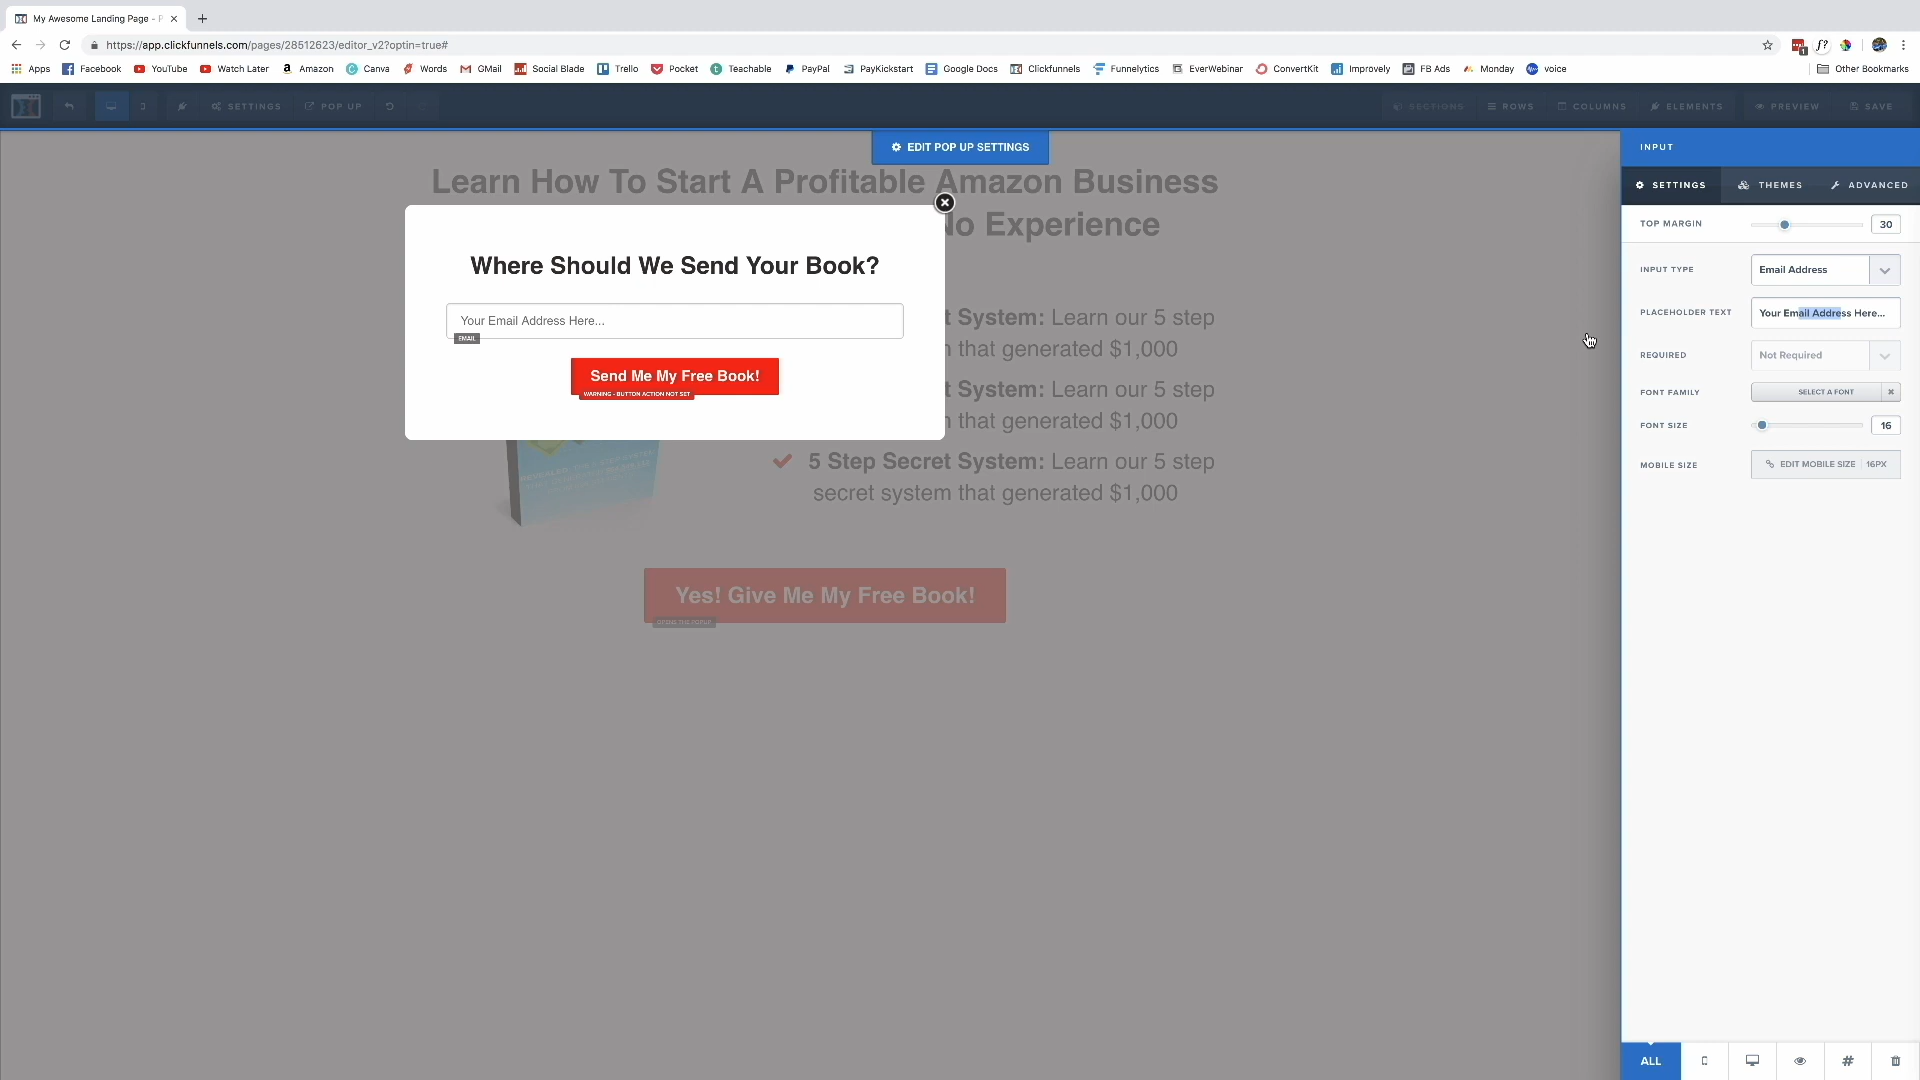 My Awesome Landing Page - P
https://app.clickfunnels.com/pages/28512623/editor_v2?optin=true#
f?
1
Apps Facebook YouTube Watch Later Amazon Canva Words GMail Social Blade Trello Pocket Teachable PayPal PayKickstart Google Docs Clickfunnels Funnelytics EverWebinar ConvertKit Improvely FB Ads Monday voice Other Bookmarks
SETTINGS POP UP SECTIONS ROWS COLUMNS ELEMENTS PREVIEW SAVE
EDIT POP UP SETTINGS
Learn How To Start A Profitable Amazon Business
No Experience
Where Should We Send Your Book?
Your Email Address Here...
EMAIL
Send Me My Free Book!
WARNING - BUTTON ACTION NOT SET
t System: Learn our 5 step
that generated $1,000
t System: Learn our 5 step
that generated $1,000
5 Step Secret System: Learn our 5 step
secret system that generated $1,000
Yes! Give Me My Free Book!
OPENS THE POPUP
INPUT
SETTINGS THEMES ADVANCED
TOP MARGIN 30
INPUT TYPE Email Address
PLACEHOLDER TEXT Your Email Address Here...
REQUIRED Not Required
FONT FAMILY SELECT A FONT
FONT SIZE 16
MOBILE SIZE EDIT MOBILE SIZE 16PX
ALL #